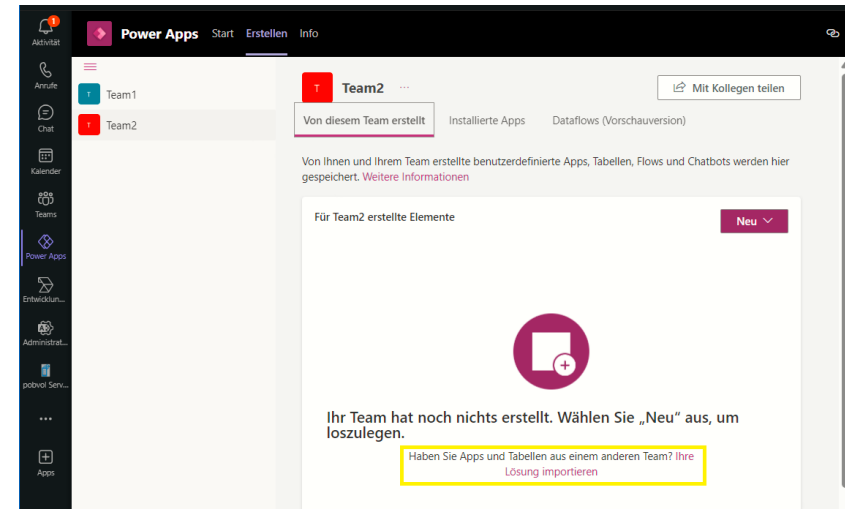 1
Aktivität
Anrufe
Chat
Kalender
Teams
Power Apps
Entwicklun...
Administrat...
pobvol Serv...
Apps
Power Apps Start Erstellen Info
T Team1
T Team2
T Team2 ...
Mit Kollegen teilen
Von diesem Team erstellt Installierte Apps Dataflows (Vorschauversion)
Von Ihnen und Ihrem Team erstellte benutzerdefinierte Apps, Tabellen, Flows und Chatbots werden hier
gespeichert. Weitere Informationen
Für Team2 erstellte Elemente
Neu
Ihr Team hat noch nichts erstellt. Wählen Sie „Neu“ aus, um
loszulegen.
Haben Sie Apps und Tabellen aus einem anderen Team? Ihre
Lösung importieren